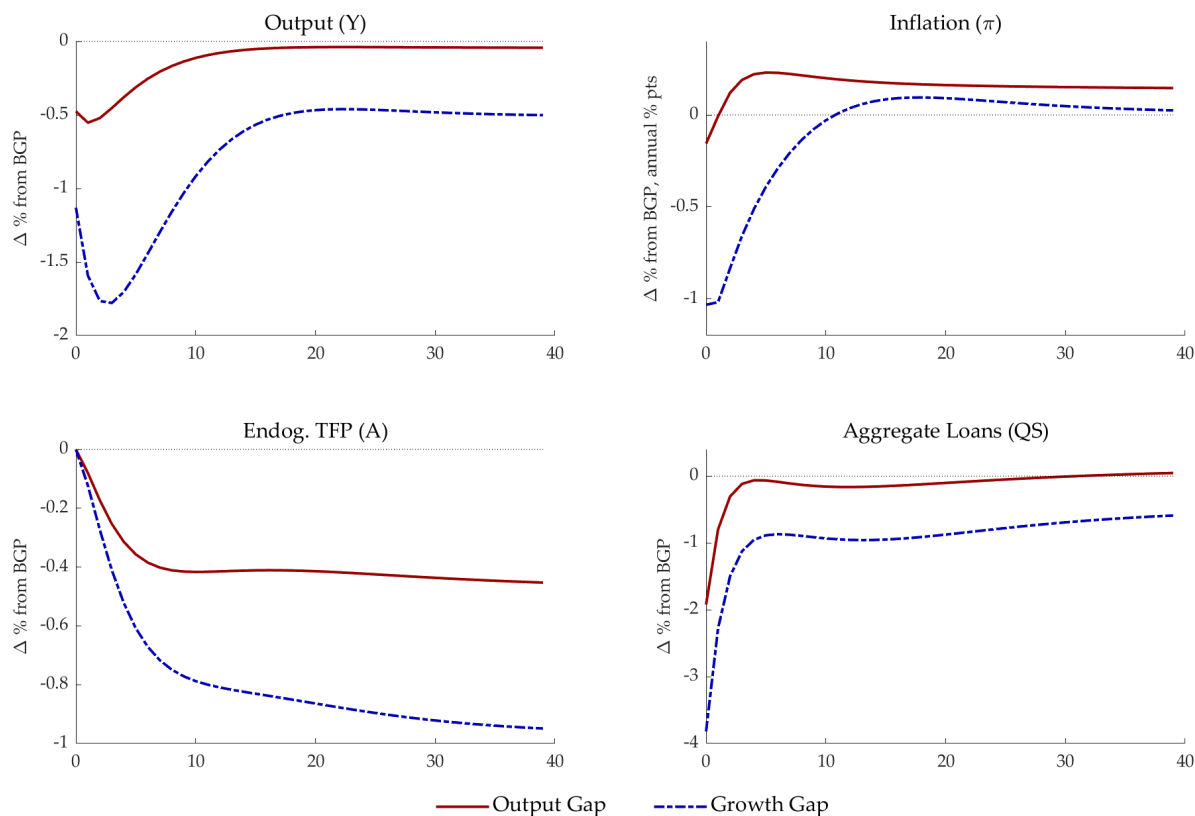 Output (Y)
Δ % from BGP
0
-0.5
-1
-1.5
-2
0 10 20 30 40
Inflation (π)
Δ % from BGP, annual % pts
0
-0.5
-1
0 10 20 30 40
Endog. TFP (A)
Δ % from BGP
0
-0.2
-0.4
-0.6
-0.8
-1
0 10 20 30 40
Aggregate Loans (QS)
Δ % from BGP
0
-1
-2
-3
-4
0 10 20 30 40
Output Gap Growth Gap